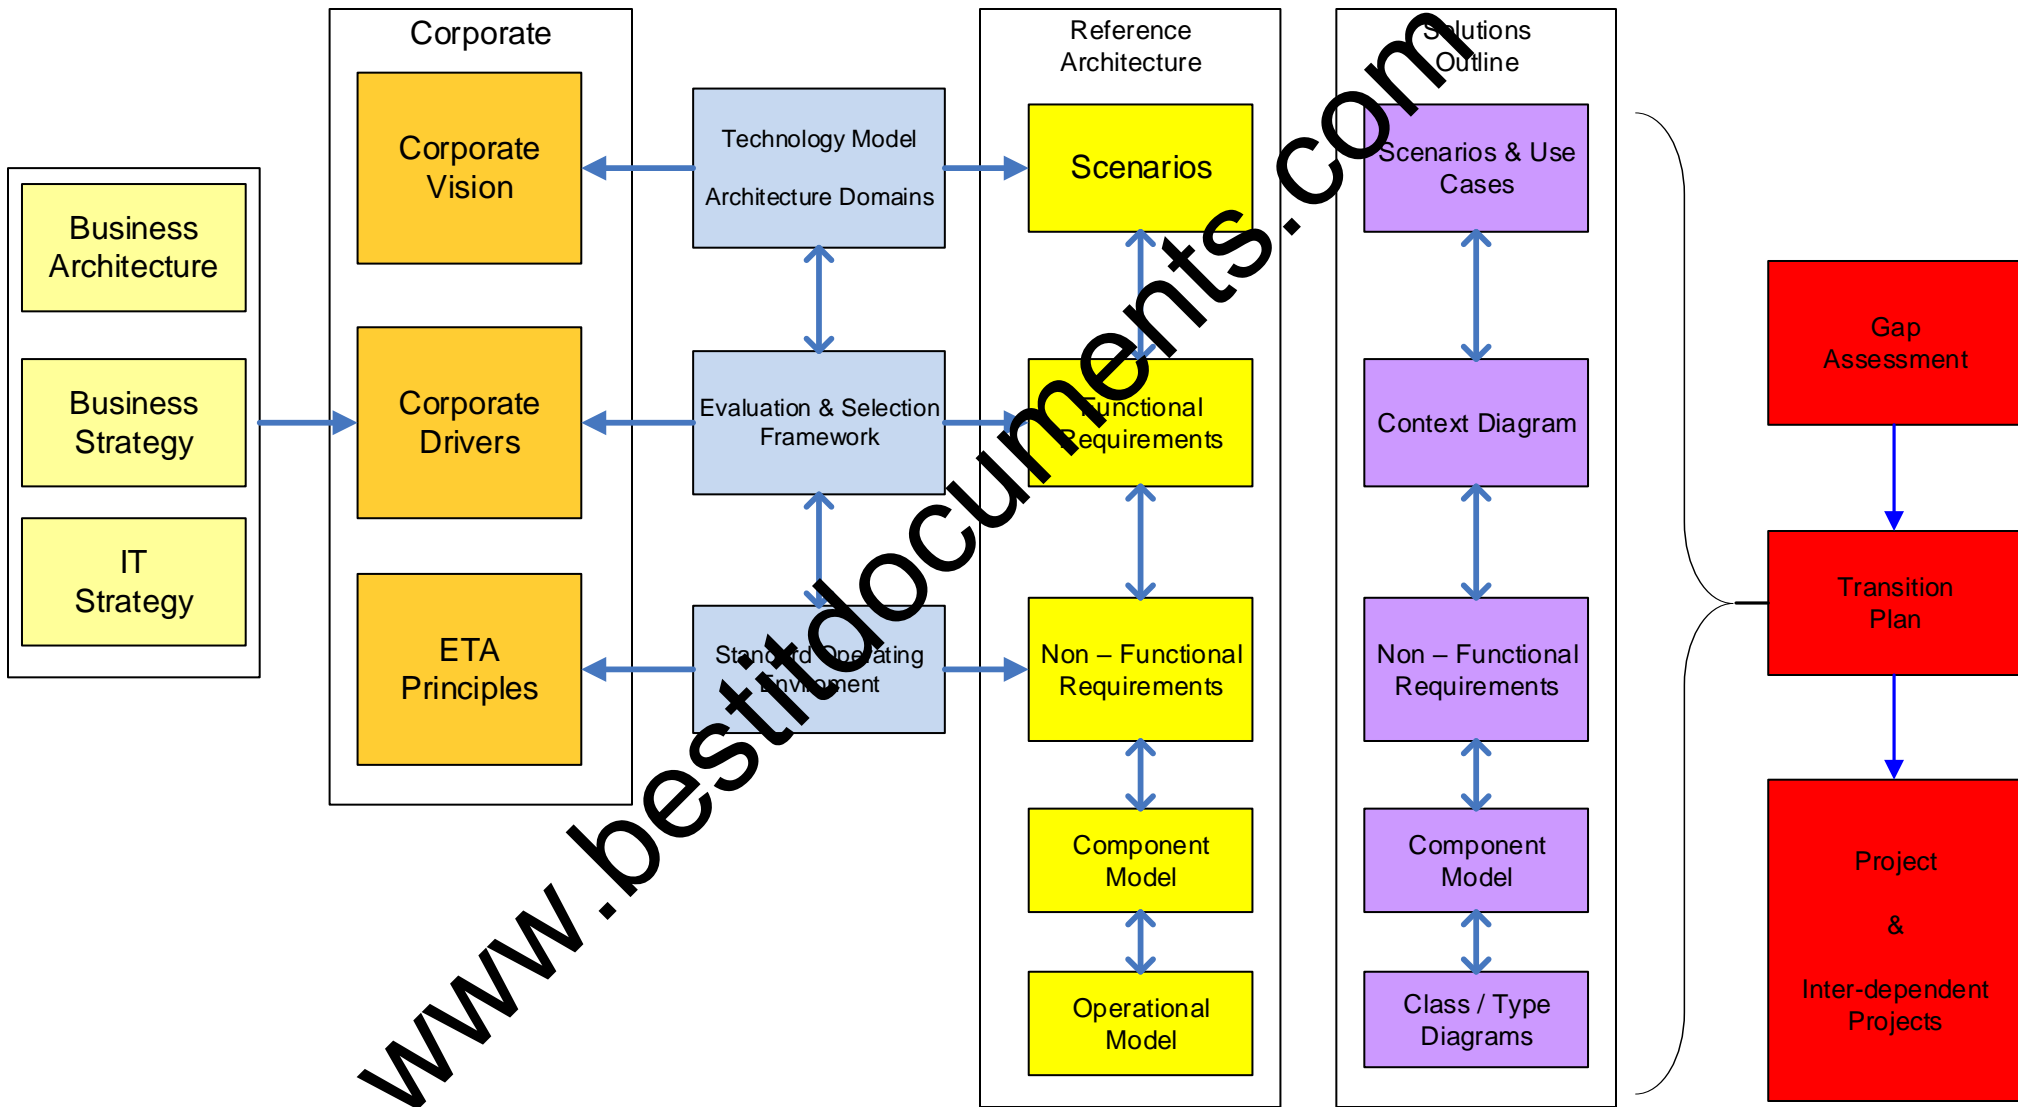 Business
Architecture
Business
Strategy
IT
Strategy
Corporate
Corporate
Vision
Corporate
Drivers
ETA
Principles
Technology Model
Architecture Domains
Evaluation & Selection
Framework
Standard Operating
Enviroment
Reference
Architecture
Scenarios
Functional
Requirements
Non – Functional
Requirements
Component
Model
Operational
Model
Solutions
Outline
Scenarios & Use
Cases
Context Diagram
Non – Functional
Requirements
Component
Model
Class / Type
Diagrams
Gap
Assessment
Transition
Plan
Project
&
Inter-dependent
Projects
www.bestitdocuments.com